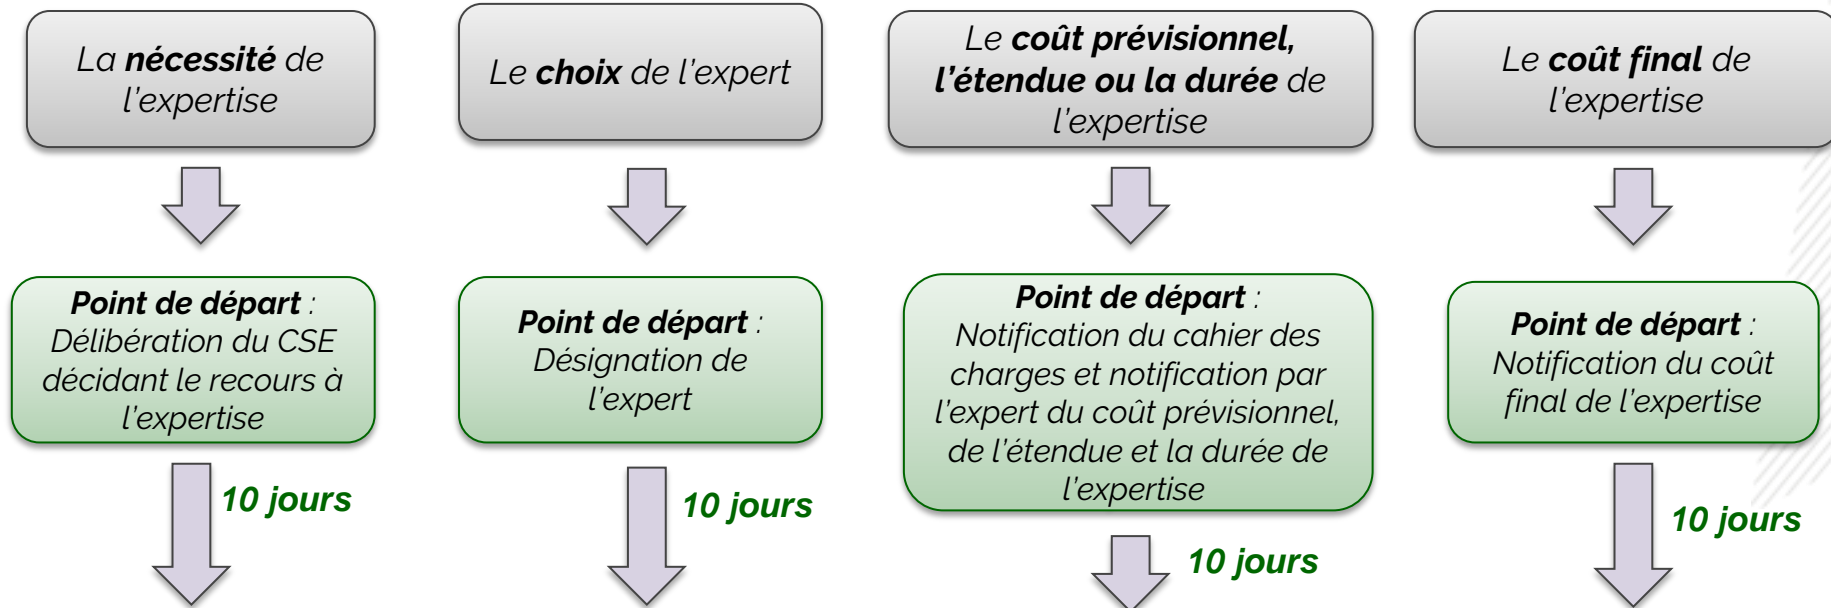 La nécessité de
l'expertise
Le choix de l'expert
Le coût prévisionnel,
l'étendue ou la durée de
l'expertise
Le coût final de
l'expertise
Point de départ :
Délibération du CSE
décidant le recours à
l'expertise
Point de départ :
Désignation de
l'expert
Point de départ :
Notification du cahier des
charges et notification par
l'expert du coût prévisionnel,
de l'étendue et la durée de
l'expertise
Point de départ :
Notification du coût
final de l'expertise
10 jours
10 jours
10 jours
10 jours